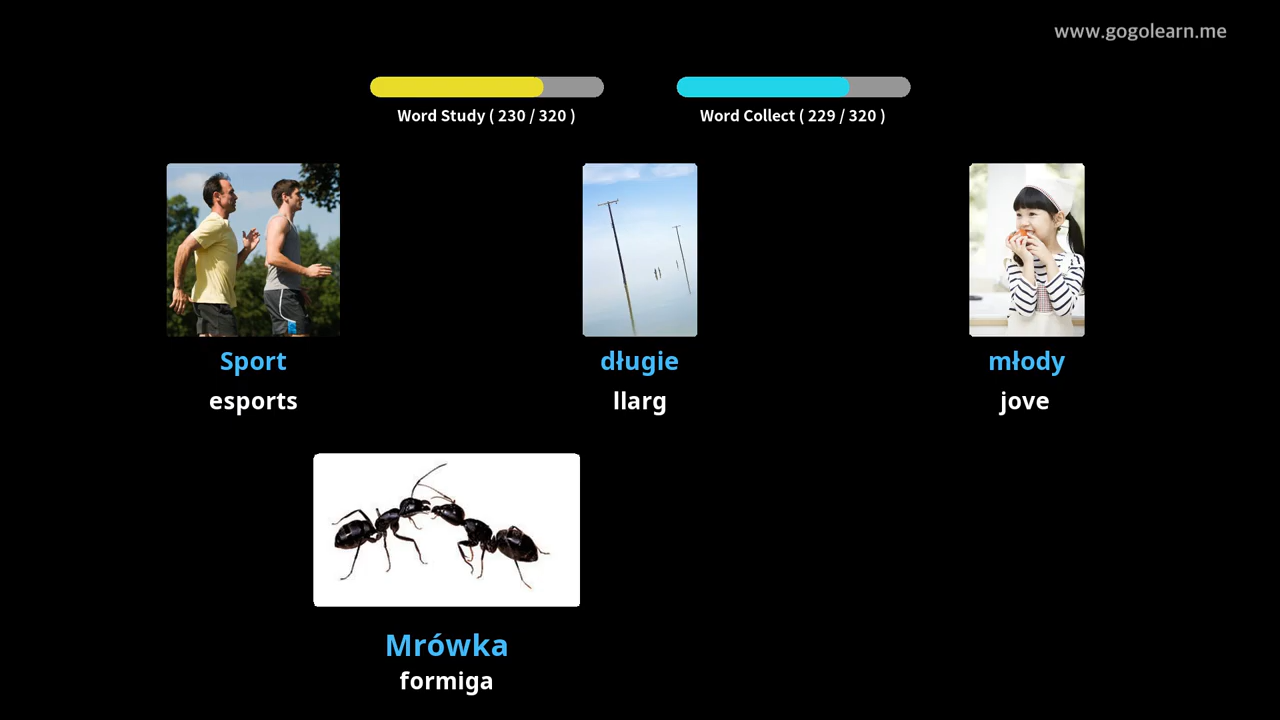 www.gogolearn.me
Word Study ( 230 / 320 )
Word Collect ( 229 / 320 )
Sport
esports
długie
llarg
młody
jove
Mrówka
formiga